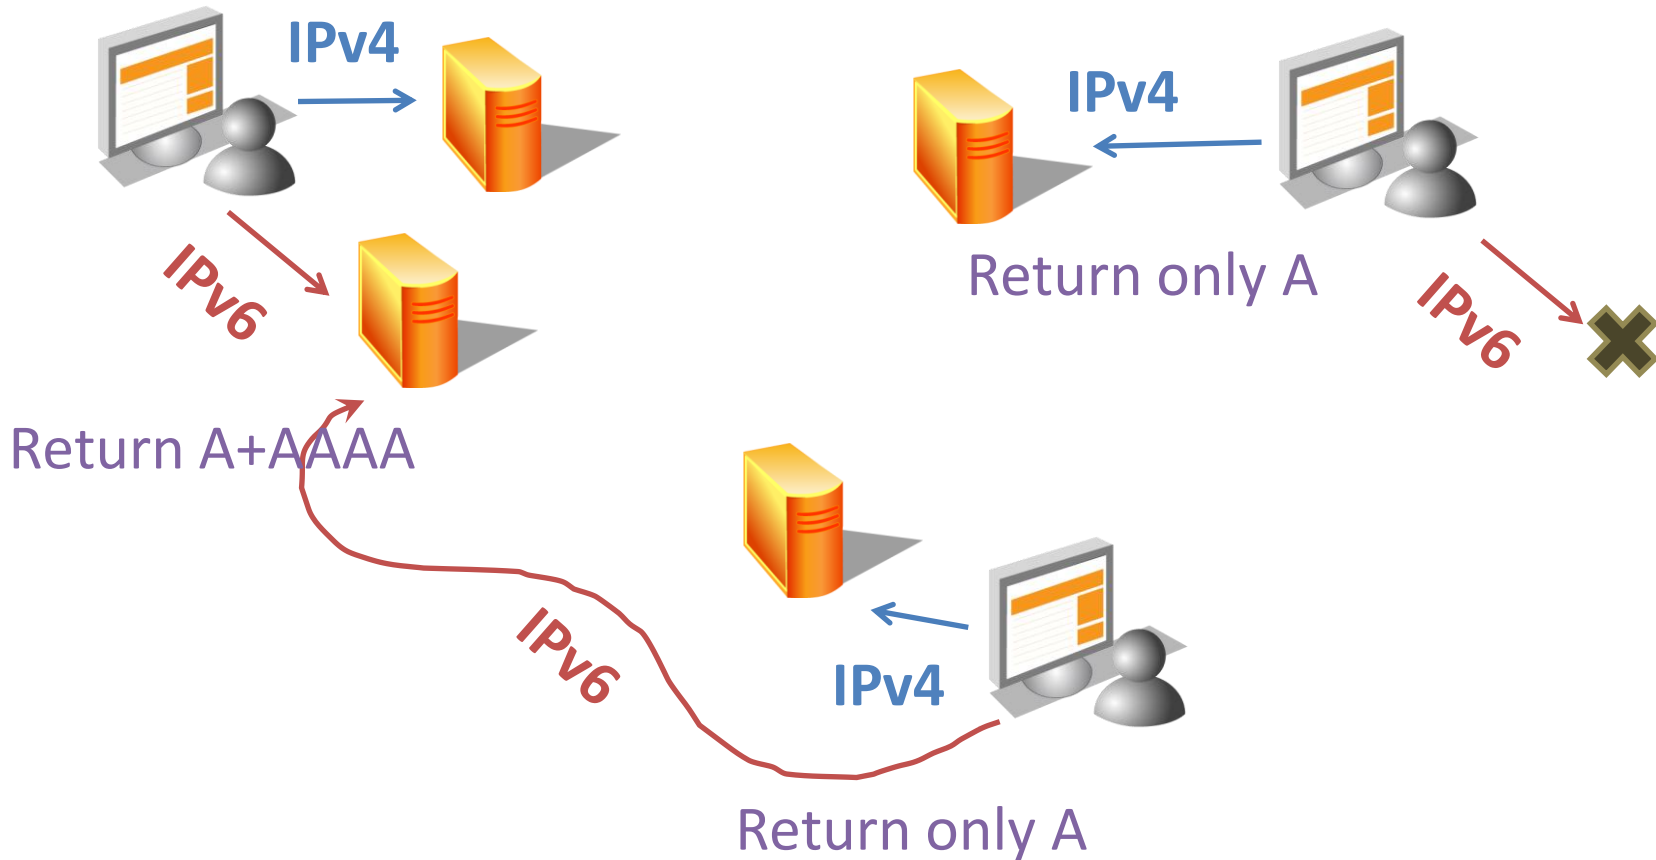 IPv4
IPv4
IPv6
Return only A
IPv6
Return A+AAAA
IPv6
IPv4
Return only A